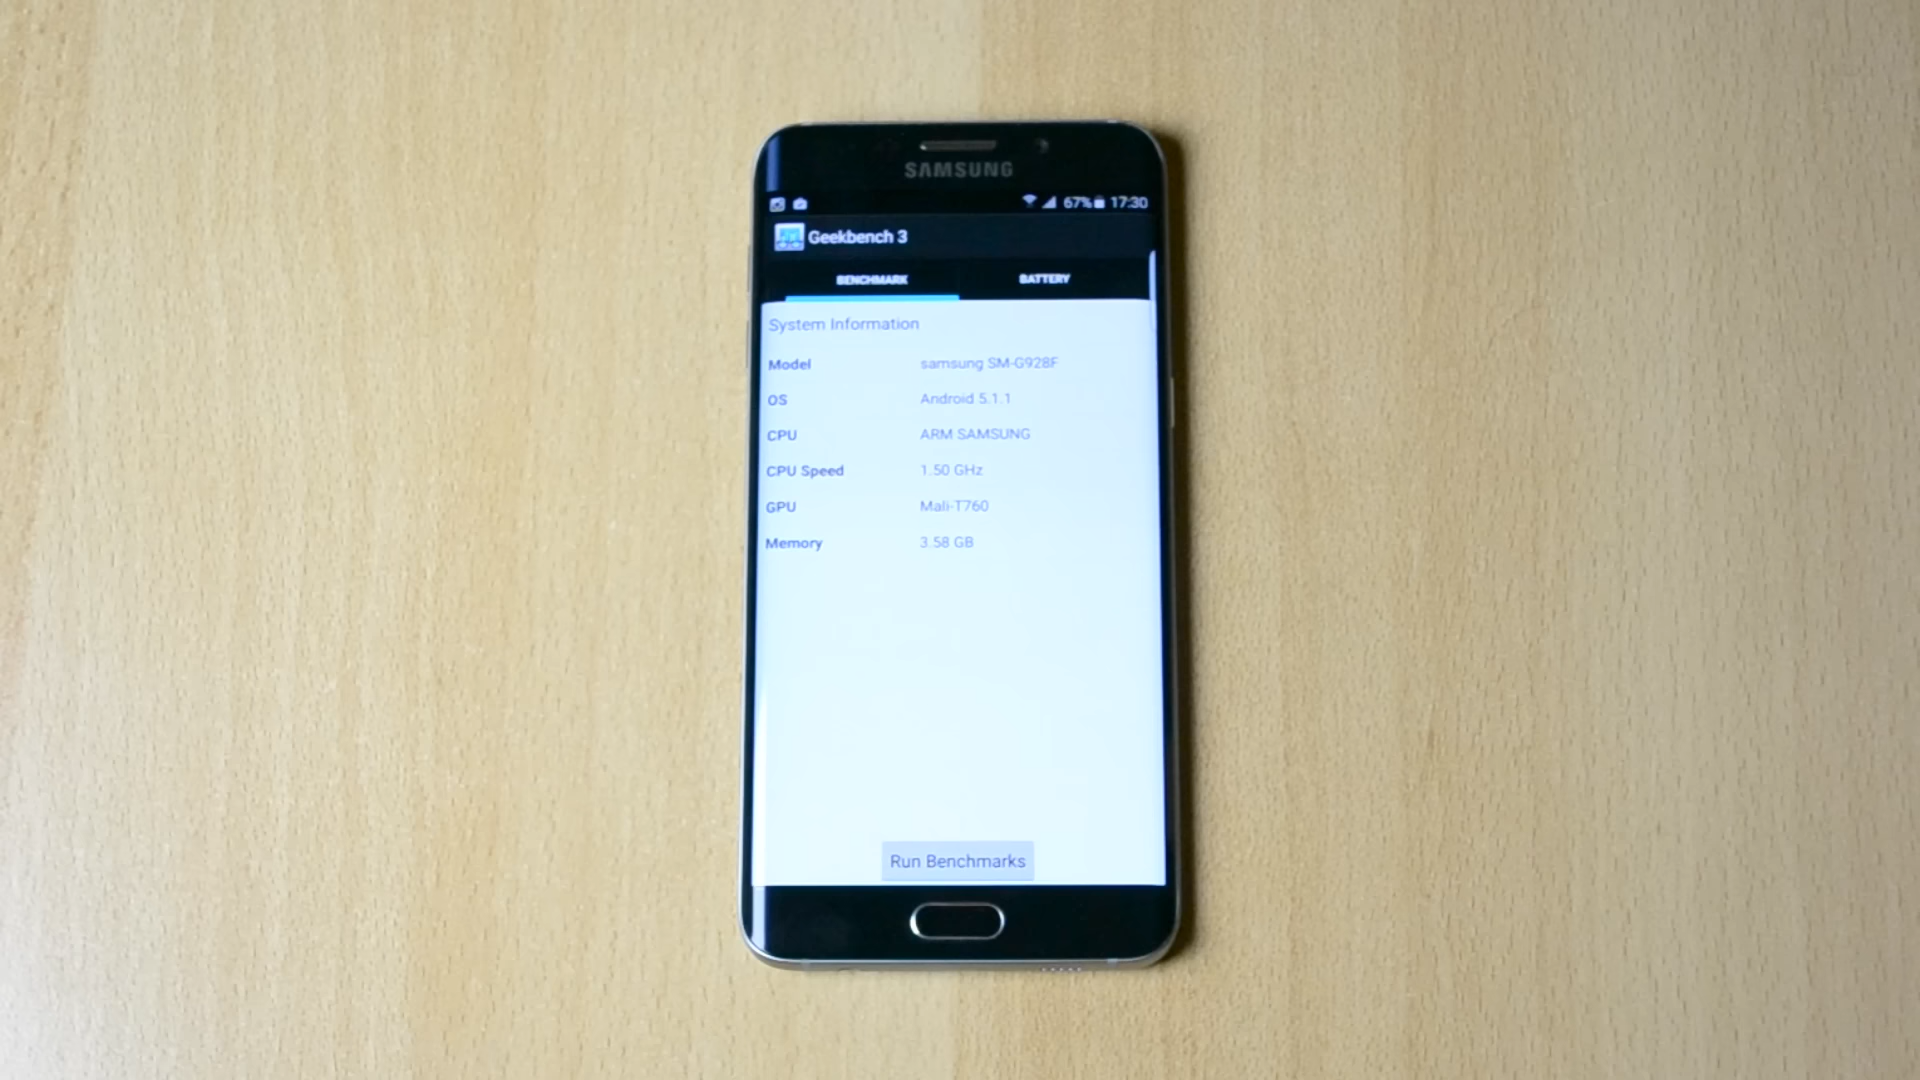 SAMSUNG
67% 17:30
Geekbench 3
BENCHMARK BATTERY
System Information
Model samsung SM-G928F
OS Android 5.1.1
CPU ARM SAMSUNG
CPU Speed 1.50 GHz
GPU Mali-T760
Memory 3.58 GB
Run Benchmarks